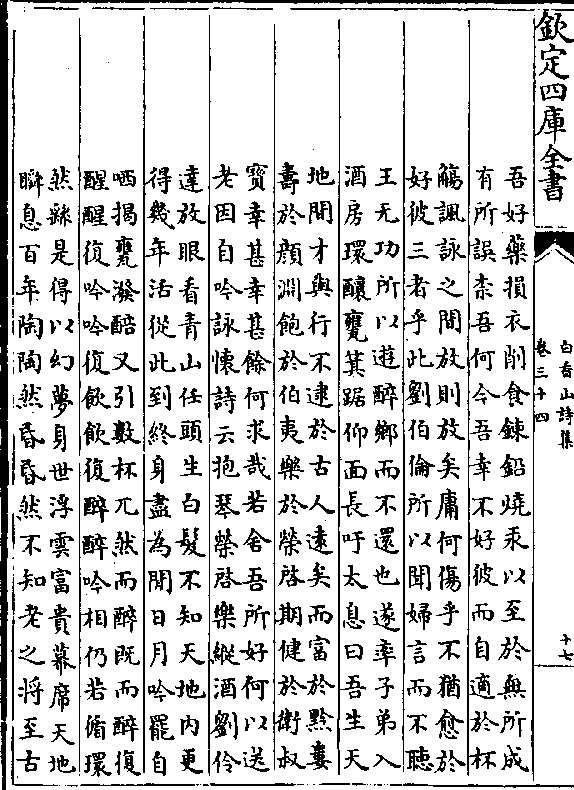 欽定四庫全書
白香山詩集
卷三十四
十七
吾好藥損衣削食鍊鉛燒汞以至於無所成
有所誤柰吾何今吾幸不好彼而自適於杯
觴諷詠之間放則放矣庸何傷乎不猶愈於
好彼三者乎此劉伯倫所以聞婦言而不聽
王无功所以遊醉鄉而不還也遂率子弟入
酒房環釀甕箕踞仰面長吁太息曰吾生天
地間才與行不逮於古人遠矣而富於黔婁
壽於顏淵飽於伯夷樂於榮啓期健於衛叔
寶幸甚幸甚餘何求哉若舍吾所好何以送
老因自吟詠懷詩云抱琴榮啓樂縱酒劉伶
達放眼看青山任頭生白髮不知天地內更
得幾年活從此到終身盡為閒日月吟罷自
哂揭甕潑醅又引數杯兀然而醉既而醉復
醒醒復吟吟復飲飲復醉醉吟相仍若循環
然繇是得以幻夢身世浮雲富貴幕席天地
瞬息百年陶陶然昏昏然不知老之將至古